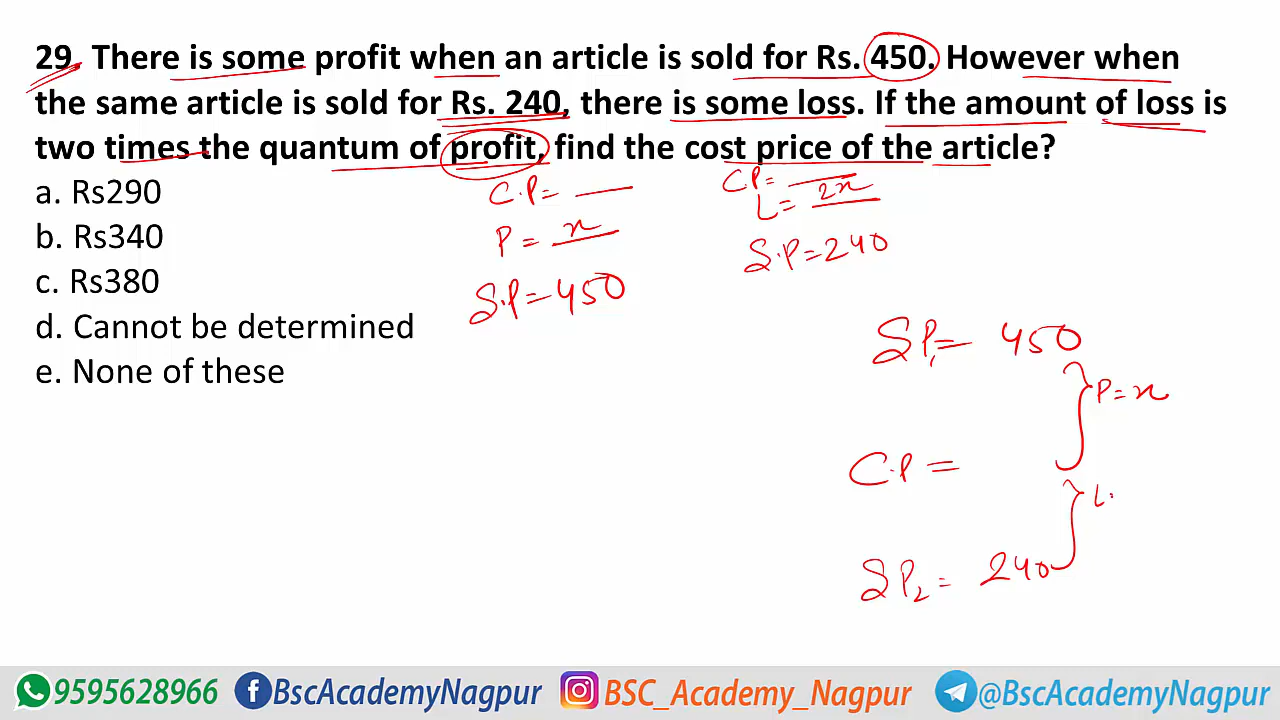 29. There is some profit when an article is sold for Rs. 450. However when
the same article is sold for Rs. 240, there is some loss. If the amount of loss is
two times the quantum of profit, find the cost price of the article?
a. Rs290
b. Rs340
c. Rs380
d. Cannot be determined
e. None of these
C.P=
P = x
S.P=450
CP=
L= 2x
S.P=240
SP1= 450
P=x
C.P =
L
SP2= 240
9595628966 BscAcademyNagpur BSC_Academy_Nagpur @BscAcademyNagpur